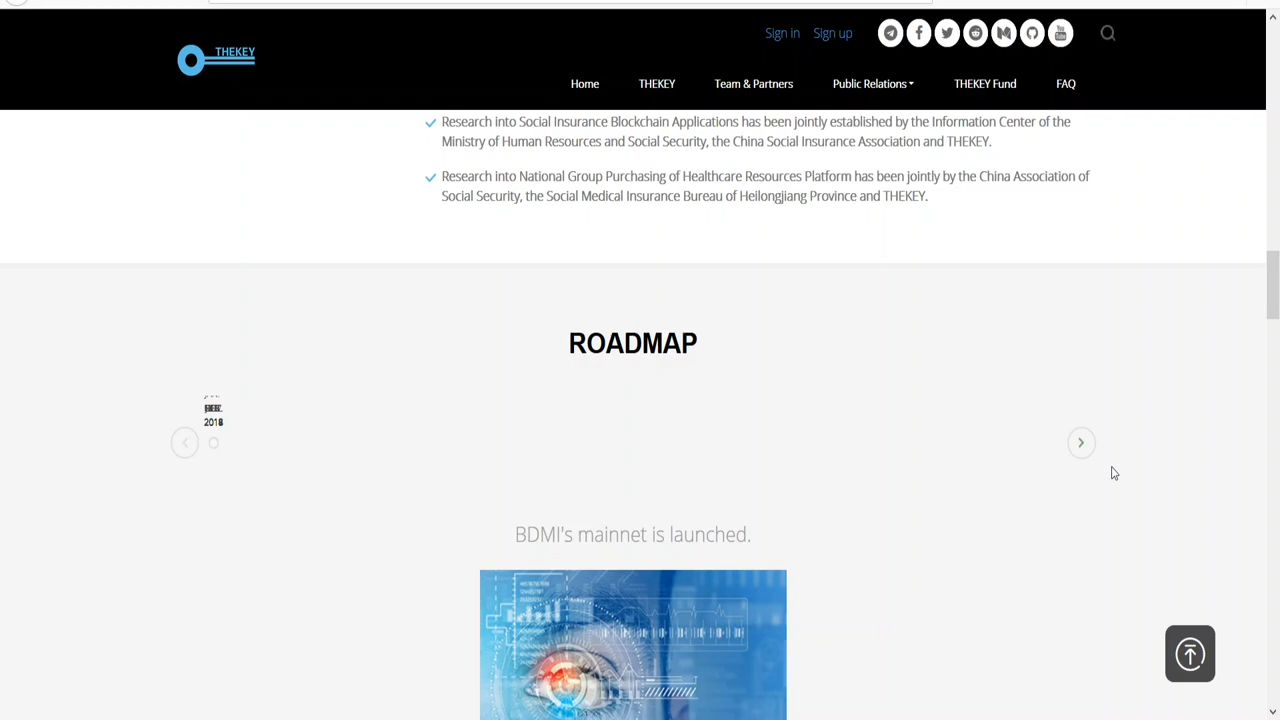 Sign in Sign up
THEKEY
Home THEKEY Team & Partners Public Relations THEKEY Fund FAQ
Research into Social Insurance Blockchain Applications has been jointly established by the Information Center of the
Ministry of Human Resources and Social Security, the China Social Insurance Association and THEKEY.
Research into National Group Purchasing of Healthcare Resources Platform has been jointly by the China Association of
Social Security, the Social Medical Insurance Bureau of Heilongjiang Province and THEKEY.
ROADMAP
BDMI's mainnet is launched.